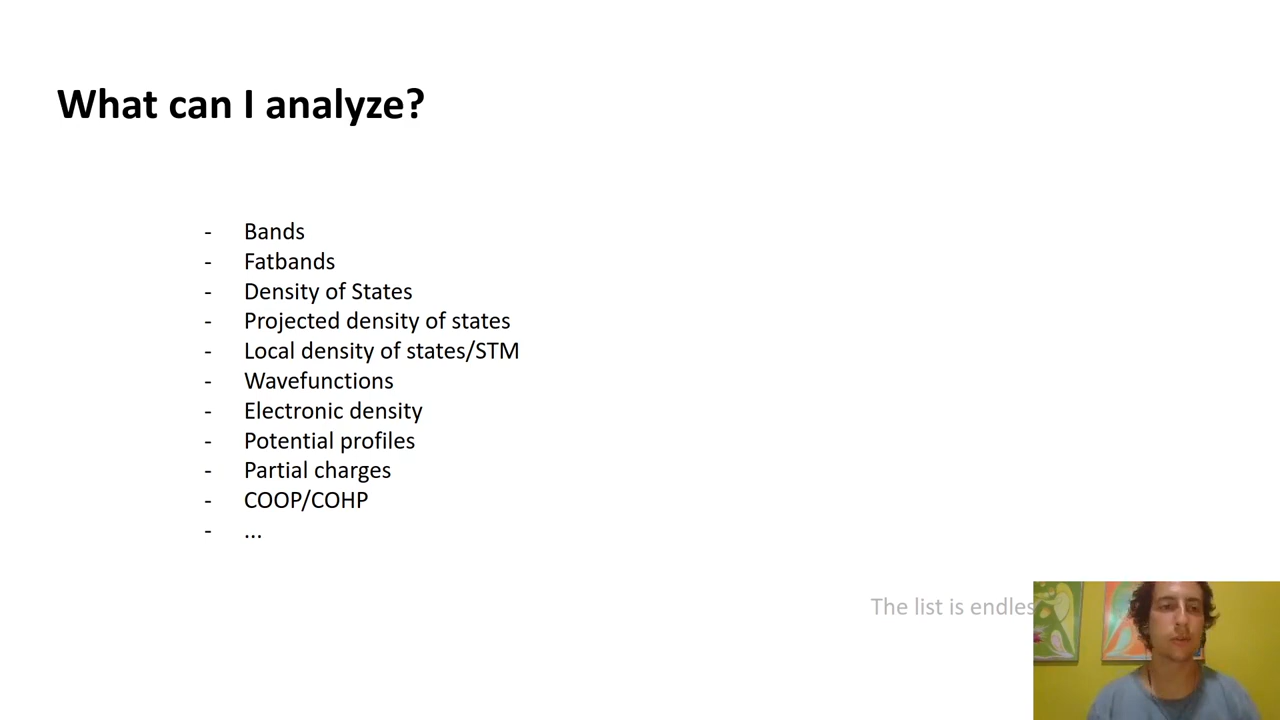 What can I analyze?
- Bands
- Fatbands
- Density of States
- Projected density of states
- Local density of states/STM
- Wavefunctions
- Electronic density
- Potential profiles
- Partial charges
- COOP/COHP
- ...
The list is